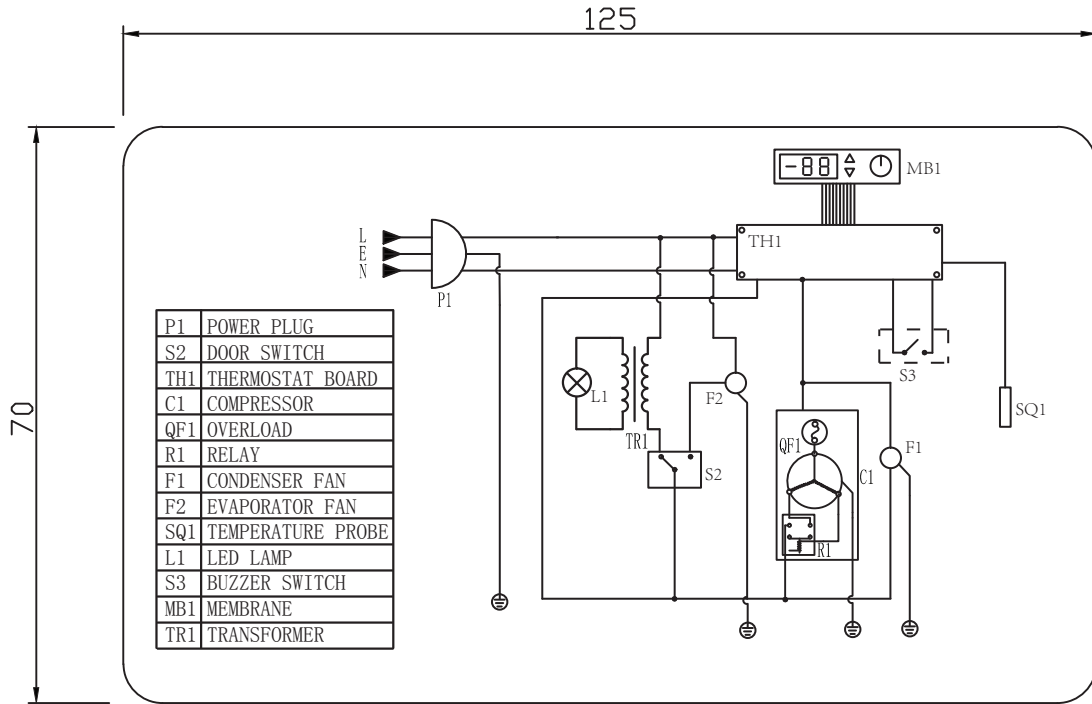 125
70
-88
MB1
TH1
L
E
N
P1
P1 POWER PLUG
S2 DOOR SWITCH
TH1 THERMOSTAT BOARD
C1 COMPRESSOR
QF1 OVERLOAD
R1 RELAY
F1 CONDENSER FAN
F2 EVAPORATOR FAN
SQ1 TEMPERATURE PROBE
L1 LED LAMP
S3 BUZZER SWITCH
MB1 MEMBRANE
TR1 TRANSFORMER
L1
TR1
F2
S2
S3
SQ1
QF1
C1
F1
R1